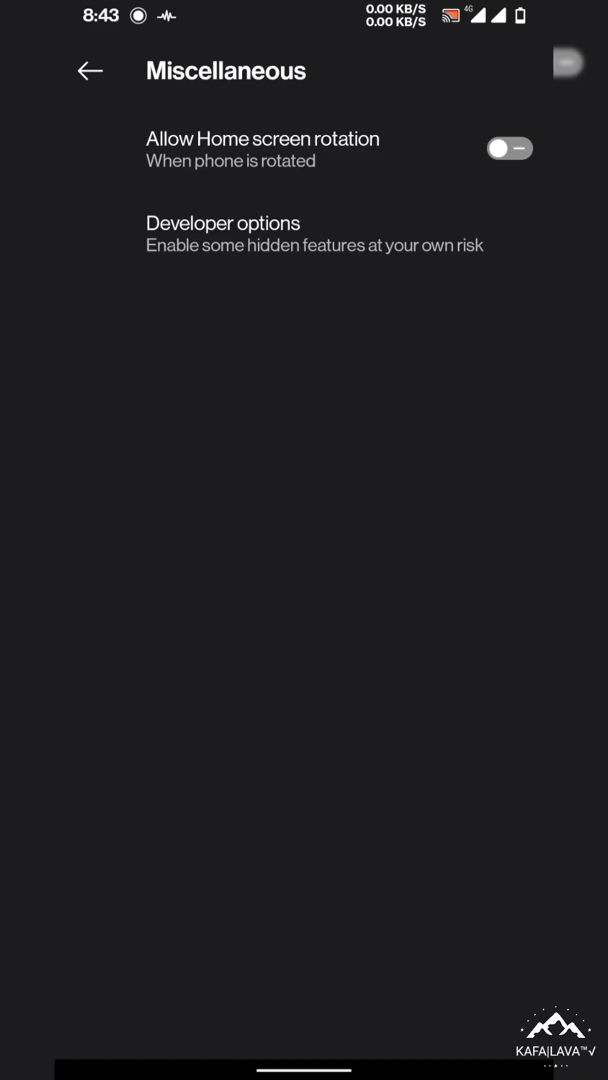 8:43
0.00 KB/S
0.00 KB/S
4G
Miscellaneous
Allow Home screen rotation
When phone is rotated
Developer options
Enable some hidden features at your own risk
KAFA|LAVA™√